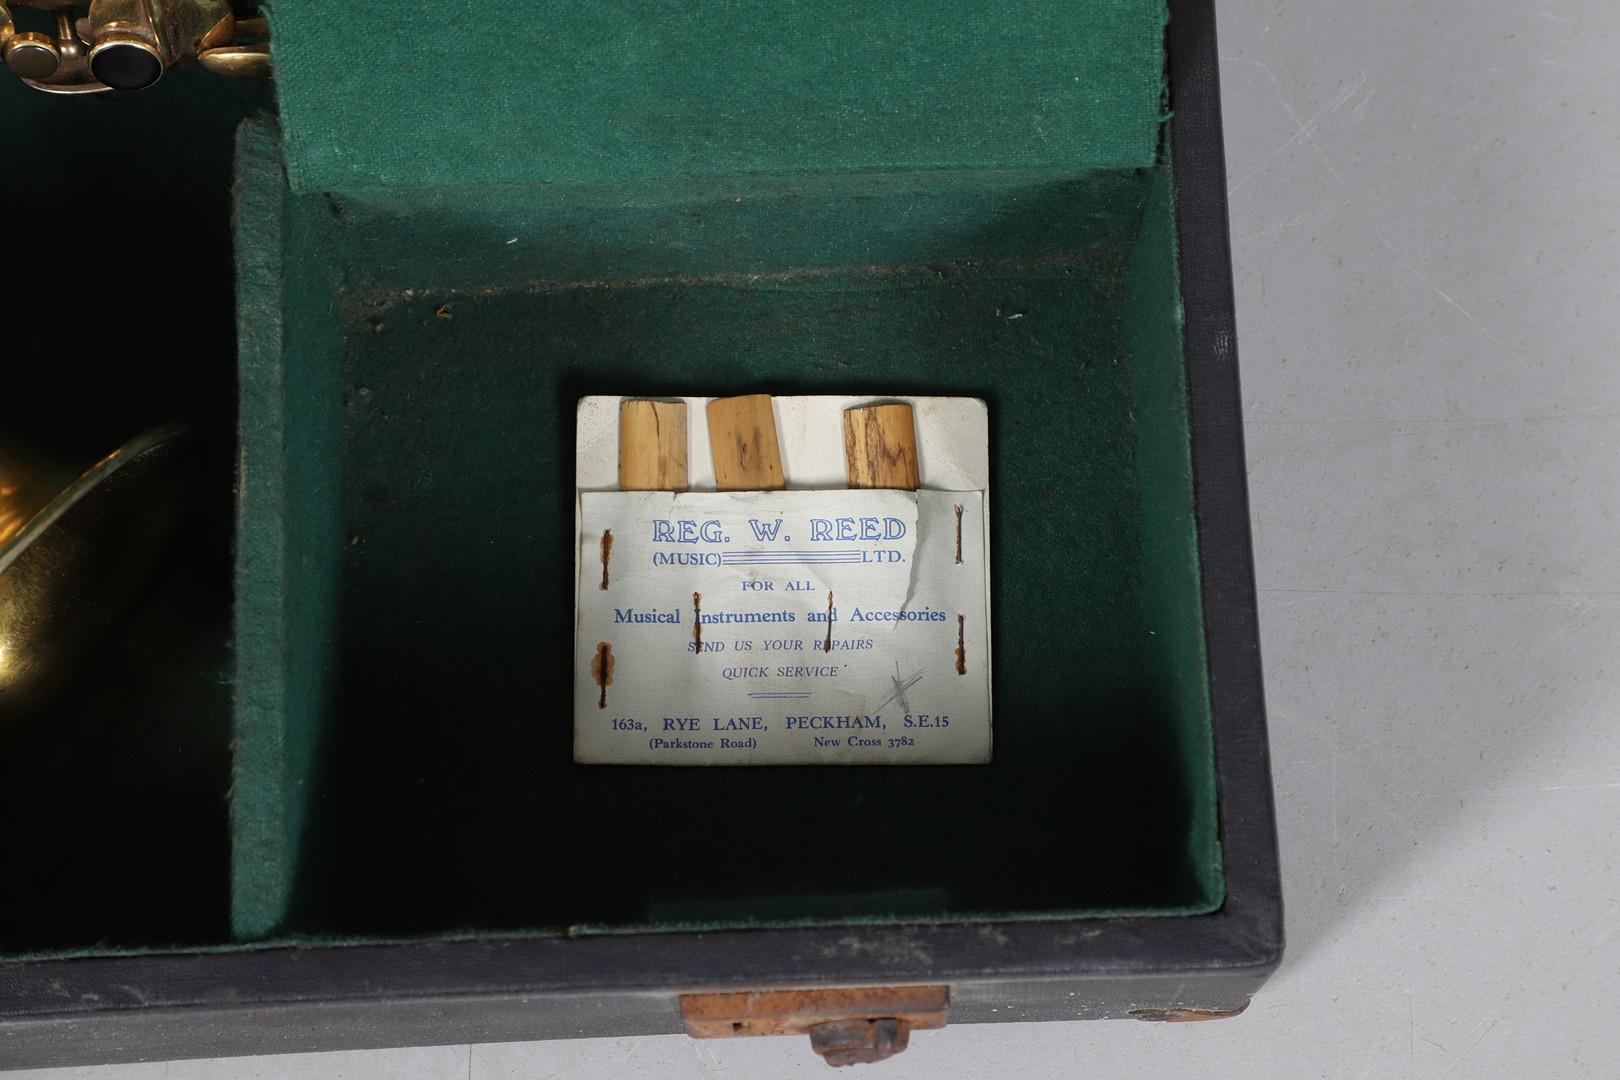 REG. W. REED
(MUSIC) LTD.
FOR ALL
Musical Instruments and Accessories
SEND US YOUR REPAIRS
QUICK SERVICE
163a, RYE LANE, PECKHAM, S.E.15
(Parkstone Road) New Cross 3782